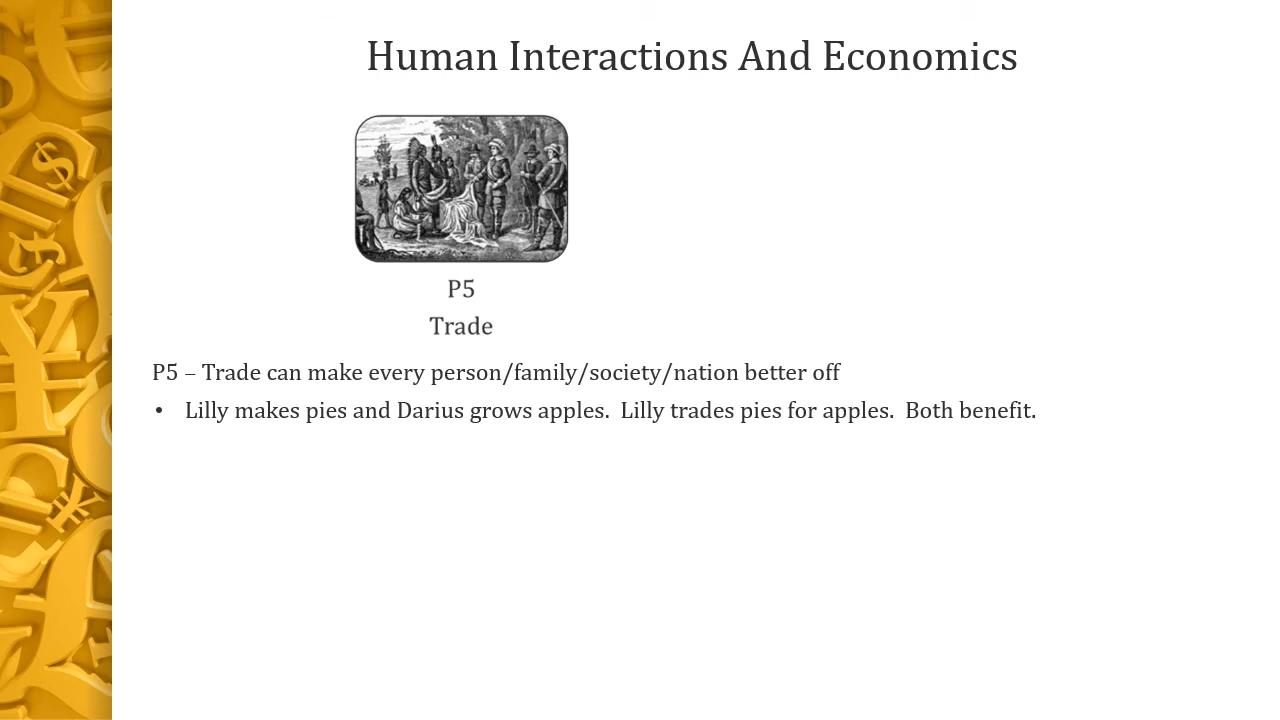 Human Interactions And Economics
P5
Trade
P5 – Trade can make every person/family/society/nation better off
• Lilly makes pies and Darius grows apples.  Lilly trades pies for apples.  Both benefit.